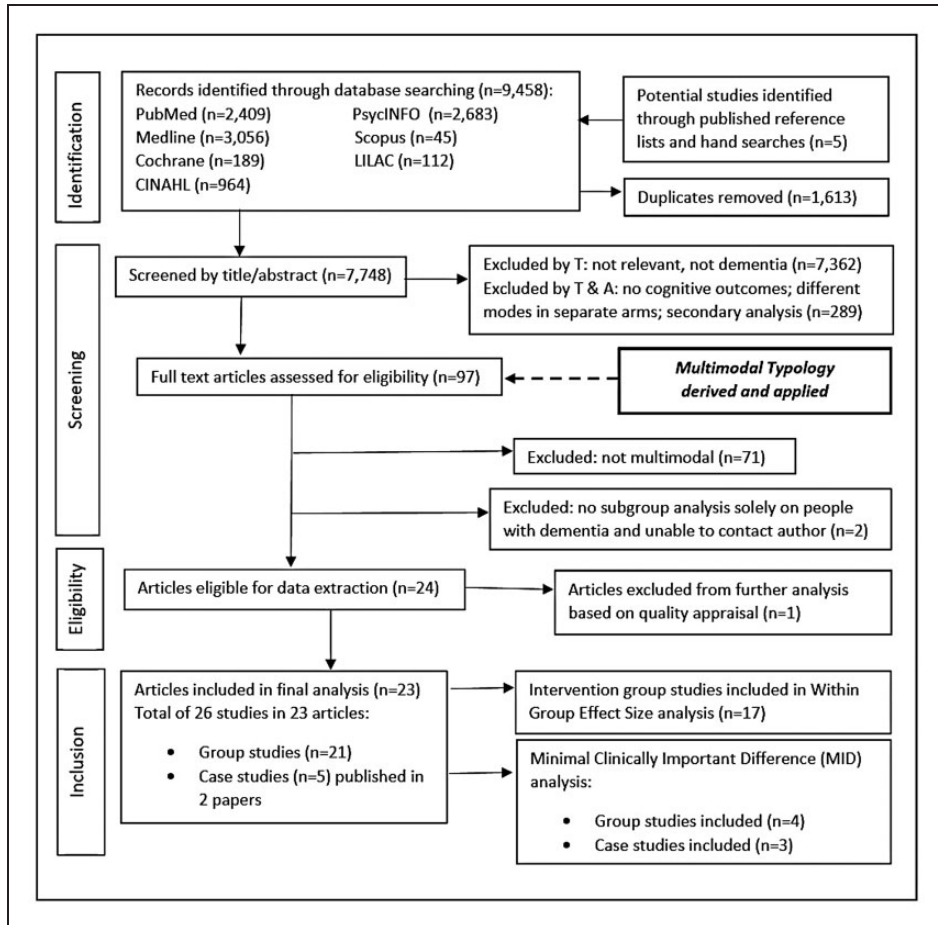 Identification
Records identified through database searching (n=9,458):
PubMed (n=2,409) PsycINFO (n=2,683)
Medline (n=3,056) Scopus (n=45)
Cochrane (n=189) LILAC (n=112)
CINAHL (n=964)
Potential studies identified
through published reference
lists and hand searches (n=5)
Duplicates removed (n=1,613)
Screening
Screened by title/abstract (n=7,748)
Excluded by T: not relevant, not dementia (n=7,362)
Excluded by T & A: no cognitive outcomes; different
modes in separate arms; secondary analysis (n=289)
Full text articles assessed for eligibility (n=97)
Multimodal Typology
derived and applied
Excluded: not multimodal (n=71)
Excluded: no subgroup analysis solely on people
with dementia and unable to contact author (n=2)
Eligibility
Articles eligible for data extraction (n=24)
Articles excluded from further analysis
based on quality appraisal
(n=1)
Inclusion
Articles included in final analysis (n=23)
Total of 26 studies in 23 articles:
• Group studies (n=21)
• Case studies (n=5) published in
2 papers
Intervention group studies included in Within
Group Effect Size analysis (n=17)
Minimal Clinically Important Difference (MID)
analysis:
• Group studies included (n=4)
• Case studies included (n=3)